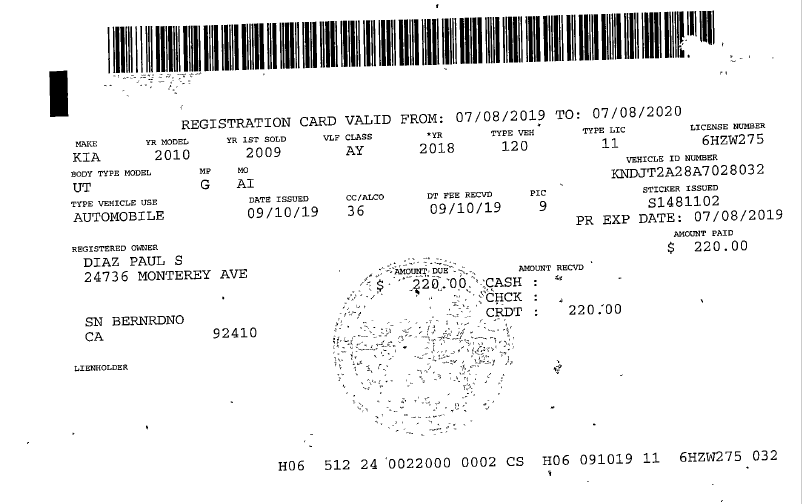 REGISTRATION CARD VALID FROM: 07/08/2019 TO: 07/08/2020
MAKE YR MODEL YR 1ST SOLD VLF CLASS *YR TYPE VEH TYPE LIC LICENSE NUMBER
KIA 2010 2009 AY 2018 120 11 6HZW275
BODY TYPE MODEL MP MO VEHICLE ID NUMBER
UT G AI KNDJT2A28A7028032
TYPE VEHICLE USE DATE ISSUED CC/ALCO DT FEE RECVD PIC STICKER ISSUED
AUTOMOBILE 09/10/19 36 09/10/19 9 S1481102
PR EXP DATE: 07/08/2019
REGISTERED OWNER AMOUNT PAID
DIAZ PAUL S $ 220.00
24736 MONTEREY AVE
AMOUNT DUE AMOUNT RECVD
$ 220.00 CASH :
CHCK :
CRDT : 220.00
SN BERNRDNO
CA 92410
LIENHOLDER
H06 512 24 0022000 0002 CS H06 091019 11 6HZW275 032